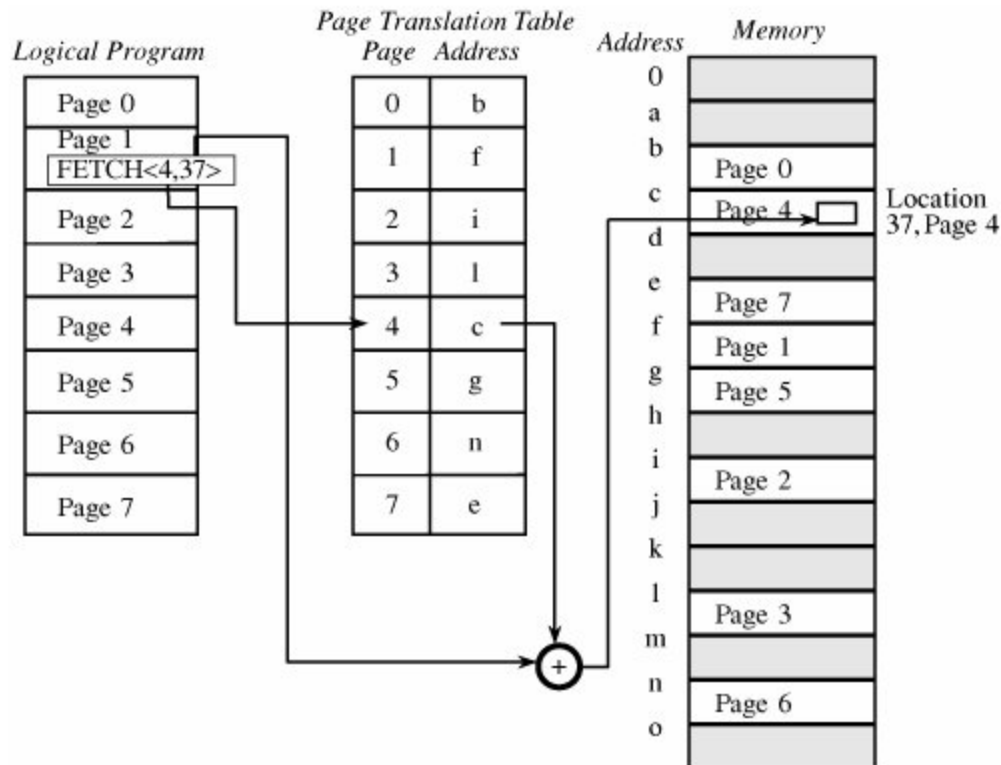 Logical Program
Page 0
Page 1
FETCH<4,37>
Page 2
Page 3
Page 4
Page 5
Page 6
Page 7
Page Translation Table
Page Address
0 b
1 f
2 i
3 l
4 c
5 g
6 n
7 e
+
Address
0
a
b
c
d
e
f
g
h
i
j
k
l
m
n
o
Memory
Page 0
Page 4
Page 7
Page 1
Page 5
Page 2
Page 3
Page 6
Location
37, Page 4